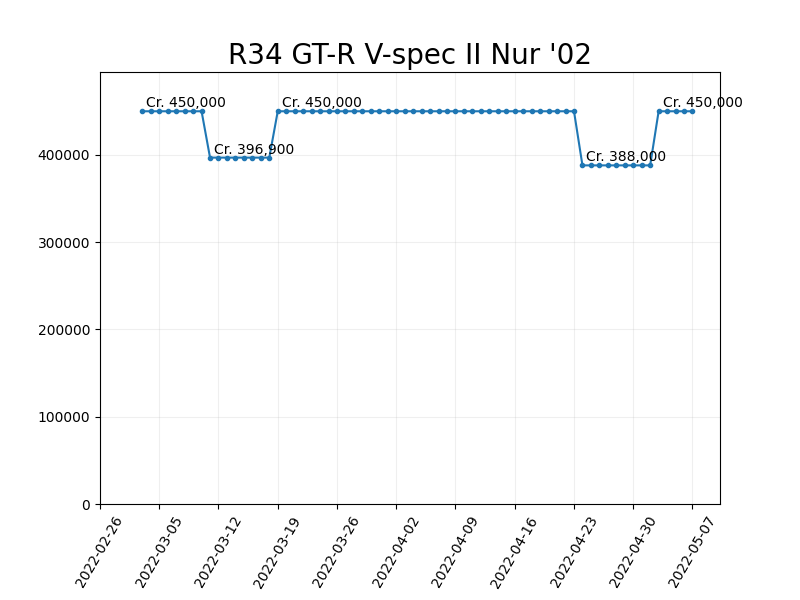 R34 GT-R V-spec II Nur '02
Cr. 450,000
Cr. 450,000
Cr. 450,000
Cr. 396,900
Cr. 388,000
400000
300000
200000
100000
0
2022-02-26
2022-03-05
2022-03-12
2022-03-19
2022-03-26
2022-04-02
2022-04-09
2022-04-16
2022-04-23
2022-04-30
2022-05-07